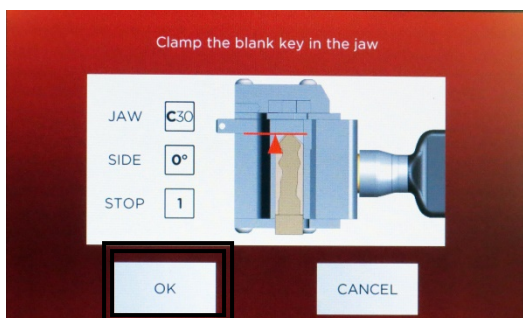 Clamp the blank key in the jaw
JAW C30
SIDE 0°
STOP 1
OK
CANCEL